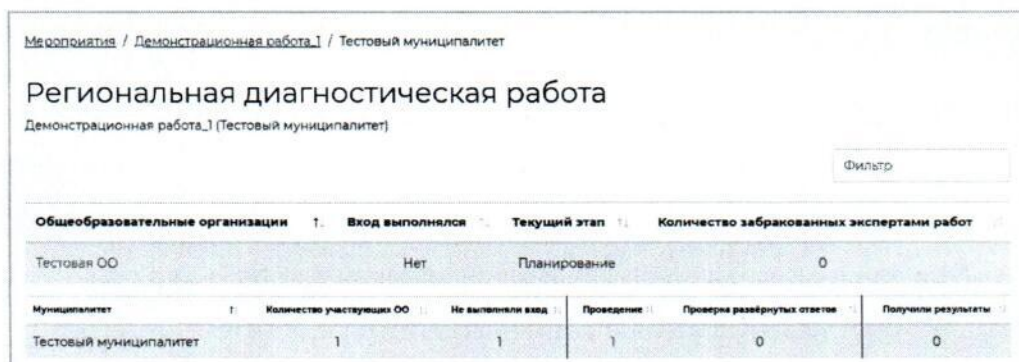 Мероприятия / Демонстрационная работа_1 / Тестовый муниципалитет
Региональная диагностическая работа
Демонстрационная работа_1 (Тестовый муниципалитет)
Фильтр
Общеобразовательные организации Вход выполнялся Текущий этап Количество забракованных экспертами работ
Тестовая ОО Нет Планирование 0
Муниципалитет Количество участвующих ОО Не выполняли вход Проведение Проверка развёрнутых ответов Получили результаты
Тестовый муниципалитет 1 1 1 0 0